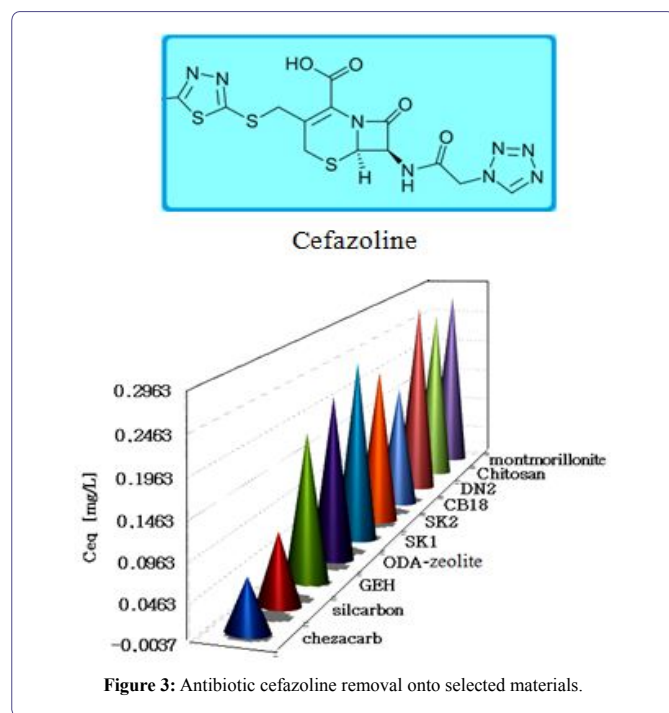 HO
O
N
N
S
S
N
O
S
H
N
H
O
N
N
N
N
Cefazoline
0.2963
0.2463
0.1963
0.1463
0.0963
0.0463
-0.0037
Ceq [mg/L]
montmorillonite
Chitosan
DN2
CB18
SK2
SK1
ODA-zeolite
GEH
silcarbon
chezacarb
Figure 3: Antibiotic cefazoline removal onto selected materials.